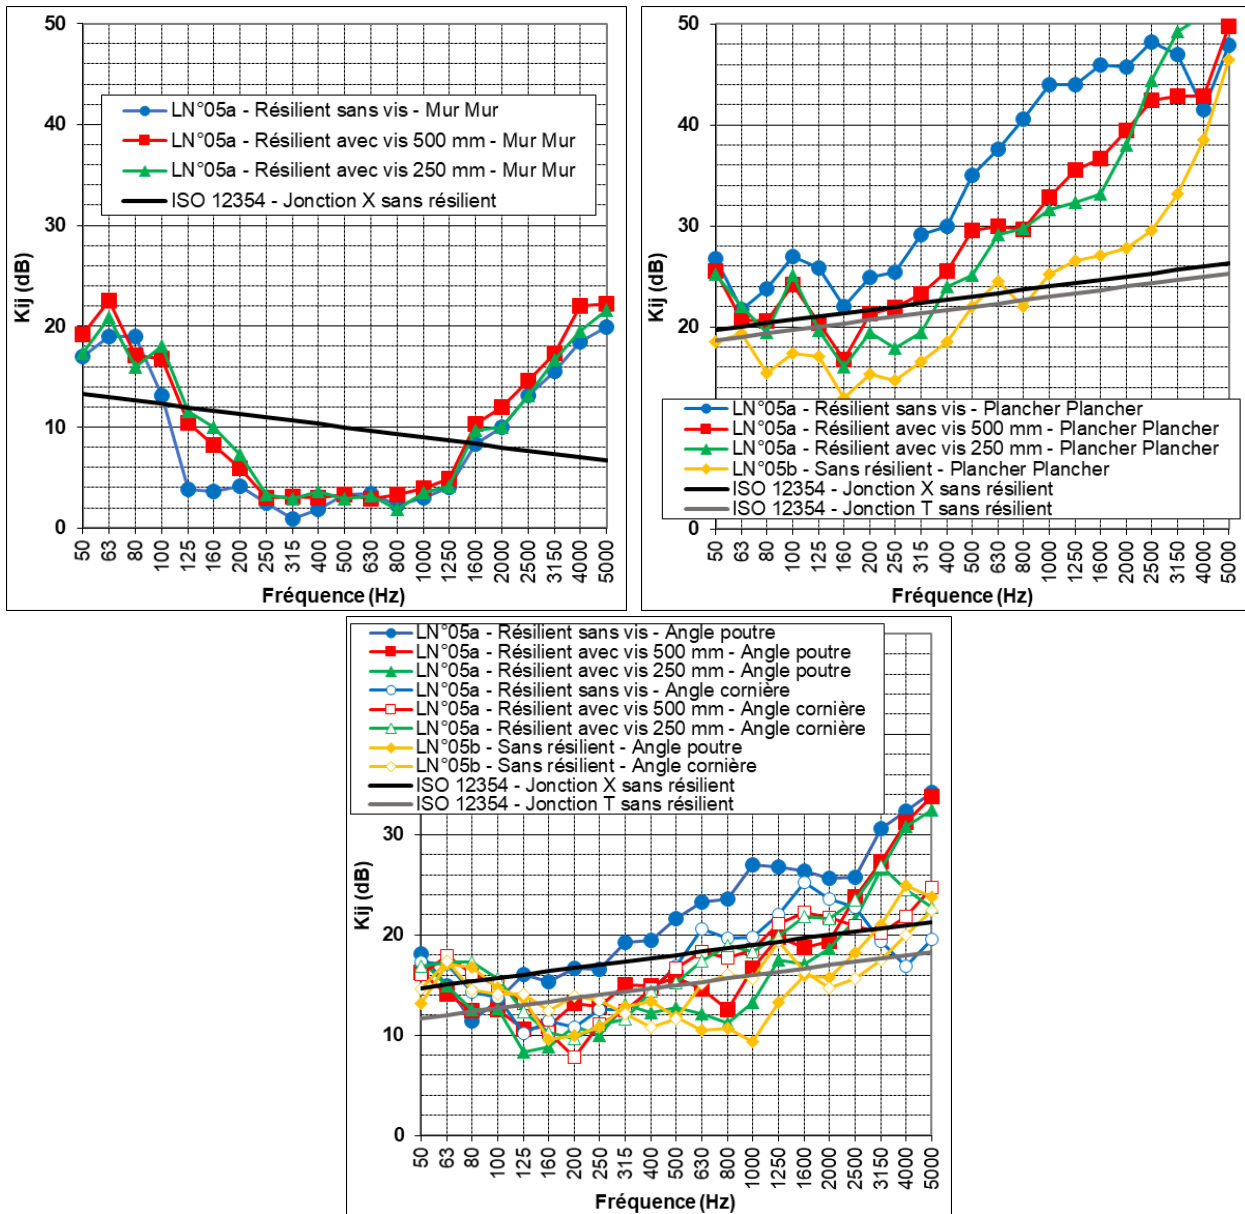 50
40
30
20
10
0
Kij (dB)
LN°05a - Résilient sans vis - Mur Mur
LN°05a - Résilient avec vis 500 mm - Mur Mur
LN°05a - Résilient avec vis 250 mm - Mur Mur
ISO 12354 - Jonction X sans résilient
50 63 80 100 125 160 200 250 315 400 500 630 800 1000 1250 1600 2000 2500 3150 4000 5000
Fréquence (Hz)
50
40
30
20
10
0
Kij (dB)
LN°05a - Résilient sans vis - Plancher Plancher
LN°05a - Résilient avec vis 500 mm - Plancher Plancher
LN°05a - Résilient avec vis 250 mm - Plancher Plancher
LN°05b - Sans résilient - Plancher Plancher
ISO 12354 - Jonction X sans résilient
ISO 12354 - Jonction T sans résilient
50 63 80 100 125 160 200 250 315 400 500 630 800 1000 1250 1600 2000 2500 3150 4000 5000
Fréquence (Hz)
LN°05a - Résilient sans vis - Angle poutre
LN°05a - Résilient avec vis 500 mm - Angle poutre
LN°05a - Résilient avec vis 250 mm - Angle poutre
LN°05a - Résilient sans vis - Angle cornière
LN°05a - Résilient avec vis 500 mm - Angle cornière
LN°05a - Résilient avec vis 250 mm - Angle cornière
LN°05b - Sans résilient - Angle poutre
LN°05b - Sans résilient - Angle cornière
ISO 12354 - Jonction X sans résilient
ISO 12354 - Jonction T sans résilient
30
20
10
0
Kij (dB)
50 63 80 100 125 160 200 250 315 400 500 630 800 1000 1250 1600 2000 2500 3150 4000 5000
Fréquence (Hz)